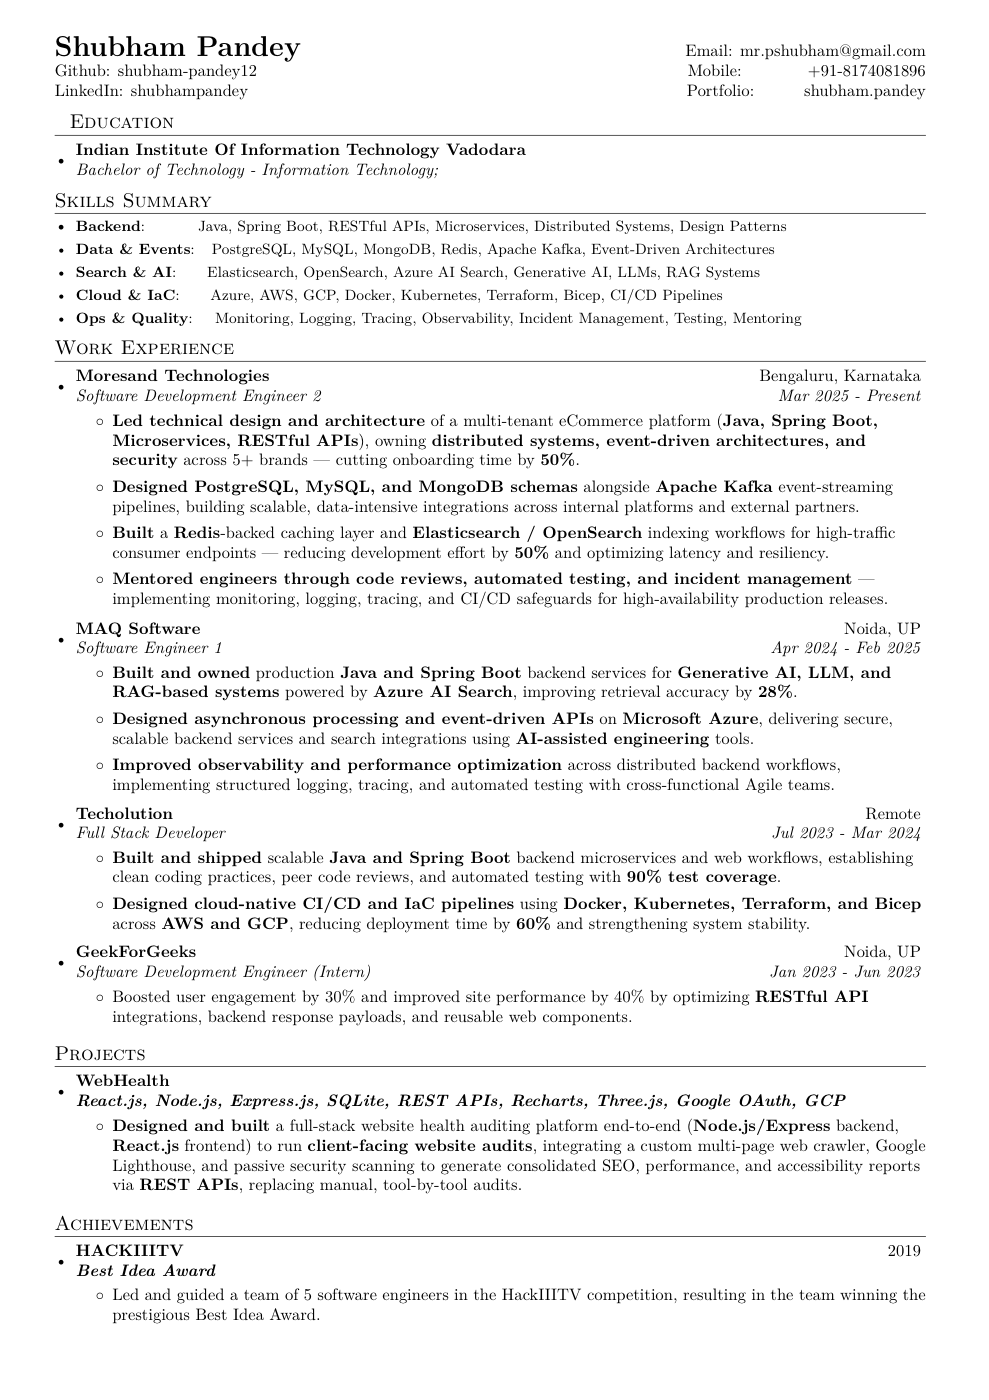 Shubham Pandey
Email: mr.pshubham@gmail.com
Github: shubham-pandey12
Mobile: +91-8174081896
LinkedIn: shubhampandey
Portfolio: shubham.pandey
Education
• Indian Institute Of Information Technology Vadodara
Bachelor of Technology - Information Technology;
Skills Summary
• Backend: Java, Spring Boot, RESTful APIs, Microservices, Distributed Systems, Design Patterns
• Data & Events: PostgreSQL, MySQL, MongoDB, Redis, Apache Kafka, Event-Driven Architectures
• Search & AI: Elasticsearch, OpenSearch, Azure AI Search, Generative AI, LLMs, RAG Systems
• Cloud & IaC: Azure, AWS, GCP, Docker, Kubernetes, Terraform, Bicep, CI/CD Pipelines
• Ops & Quality: Monitoring, Logging, Tracing, Observability, Incident Management, Testing, Mentoring
Work Experience
• Moresand Technologies Bengaluru, Karnataka
Software Development Engineer 2 Mar 2025 - Present
◦ Led technical design and architecture of a multi-tenant eCommerce platform (Java, Spring Boot,
Microservices, RESTful APIs), owning distributed systems, event-driven architectures, and
security across 5+ brands — cutting onboarding time by 50%.
◦ Designed PostgreSQL, MySQL, and MongoDB schemas alongside Apache Kafka event-streaming
pipelines, building scalable, data-intensive integrations across internal platforms and external partners.
◦ Built a Redis-backed caching layer and Elasticsearch / OpenSearch indexing workflows for high-traffic
consumer endpoints — reducing development effort by 50% and optimizing latency and resiliency.
◦ Mentored engineers through code reviews, automated testing, and incident management —
implementing monitoring, logging, tracing, and CI/CD safeguards for high-availability production releases.
• MAQ Software Noida, UP
Software Engineer 1 Apr 2024 - Feb 2025
◦ Built and owned production Java and Spring Boot backend services for Generative AI, LLM, and
RAG-based systems powered by Azure AI Search, improving retrieval accuracy by 28%.
◦ Designed asynchronous processing and event-driven APIs on Microsoft Azure, delivering secure,
scalable backend services and search integrations using AI-assisted engineering tools.
◦ Improved observability and performance optimization across distributed backend workflows,
implementing structured logging, tracing, and automated testing with cross-functional Agile teams.
• Techolution Remote
Full Stack Developer Jul 2023 - Mar 2024
◦ Built and shipped scalable Java and Spring Boot backend microservices and web workflows, establishing
clean coding practices, peer code reviews, and automated testing with 90% test coverage.
◦ Designed cloud-native CI/CD and IaC pipelines using Docker, Kubernetes, Terraform, and Bicep
across AWS and GCP, reducing deployment time by 60% and strengthening system stability.
• GeekForGeeks Noida, UP
Software Development Engineer (Intern) Jan 2023 - Jun 2023
◦ Boosted user engagement by 30% and improved site performance by 40% by optimizing RESTful API
integrations, backend response payloads, and reusable web components.
Projects
• WebHealth
React.js, Node.js, Express.js, SQLite, REST APIs, Recharts, Three.js, Google OAuth, GCP
◦ Designed and built a full-stack website health auditing platform end-to-end (Node.js/Express backend,
React.js frontend) to run client-facing website audits, integrating a custom multi-page web crawler, Google
Lighthouse, and passive security scanning to generate consolidated SEO, performance, and accessibility reports
via REST APIs, replacing manual, tool-by-tool audits.
Achievements
• HACKIIITV 2019
Best Idea Award
◦ Led and guided a team of 5 software engineers in the HackIIITV competition, resulting in the team winning the
prestigious Best Idea Award.